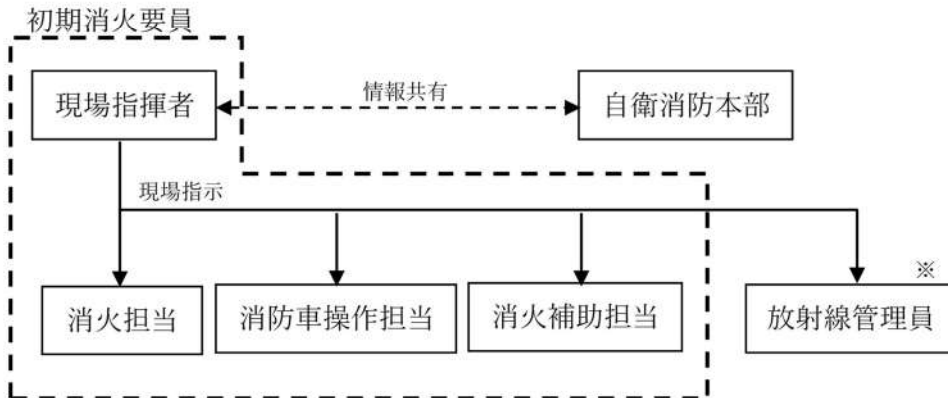 初期消火要員
現場指揮者
情報共有
自衛消防本部
現場指示
※
消火担当
消防車操作担当
消火補助担当
放射線管理員